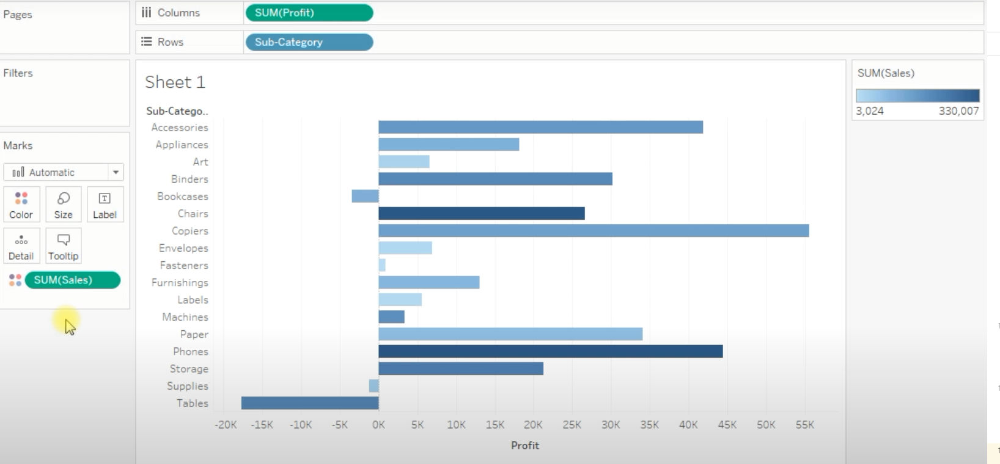 Pages
Columns
SUM(Profit)
Rows
Sub-Category
Filters
Sheet 1
SUM(Sales)
3,024 330,007
Marks
Automatic
Color Size Label
Detail Tooltip
SUM(Sales)
Sub-Catego..
Accessories
Appliances
Art
Binders
Bookcases
Chairs
Copiers
Envelopes
Fasteners
Furnishings
Labels
Machines
Paper
Phones
Storage
Supplies
Tables
-20K -15K -10K -5K 0K 5K 10K 15K 20K 25K 30K 35K 40K 45K 50K 55K
Profit